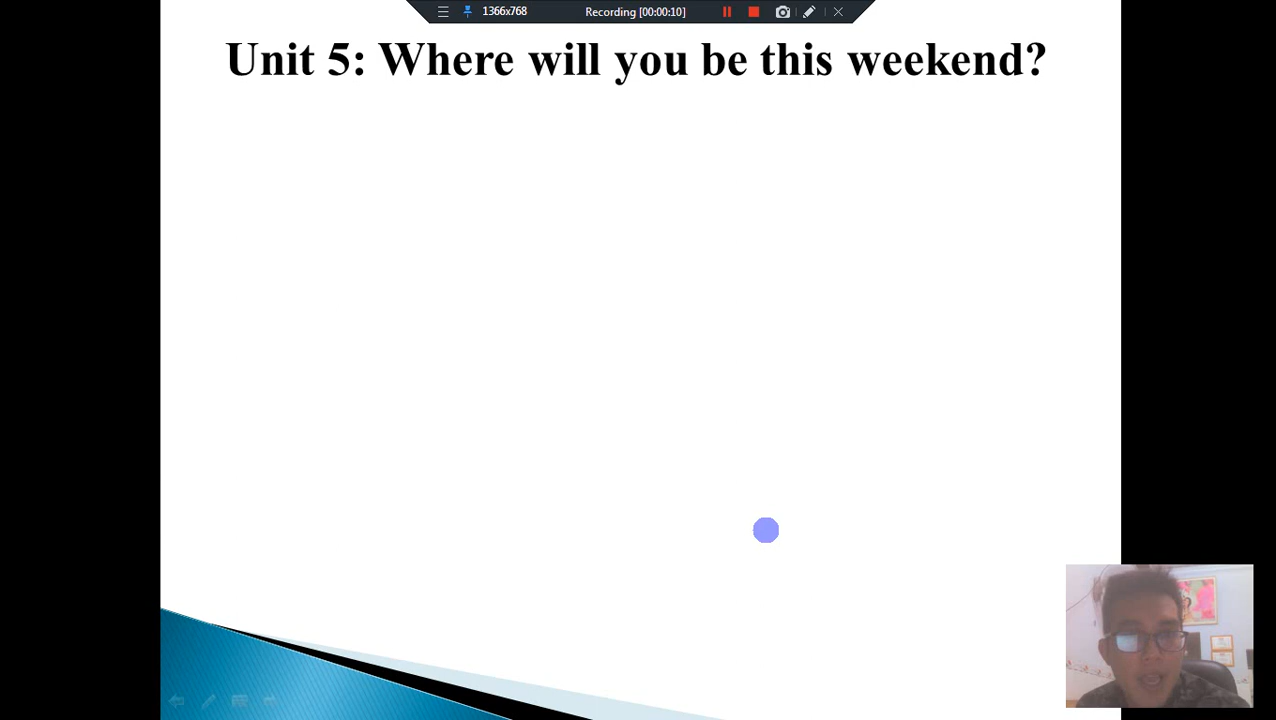 1366x768
Recording [00:00:10]
Unit 5: Where will you be this weekend?